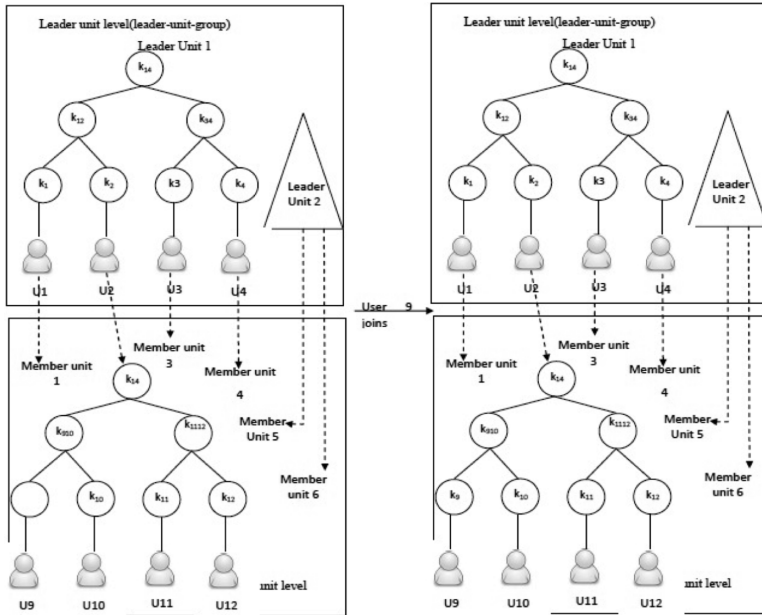 Leader unit level(leader-unit-group)
Leader Unit 1
k14
k12
k34
k1
k2
k3
k4
Leader
Unit 2
U1
U2
U3
U4
Member unit
1
Member unit
3
Member unit
4
k14
k910
k1112
Member
Unit 5
Member
unit 6
k10
k11
k12
unit level
U9
U10
U11
U12
User 9
joins
Leader unit level(leader-unit-group)
Leader Unit 1
k14
k12
k34
k1
k2
k3
k4
Leader
Unit 2
U1
U2
U3
U4
Member unit
1
Member unit
3
Member unit
4
k14
k910
k1112
Member
Unit 5
Member
unit 6
k9
k10
k11
k12
unit level
U9
U10
U11
U12